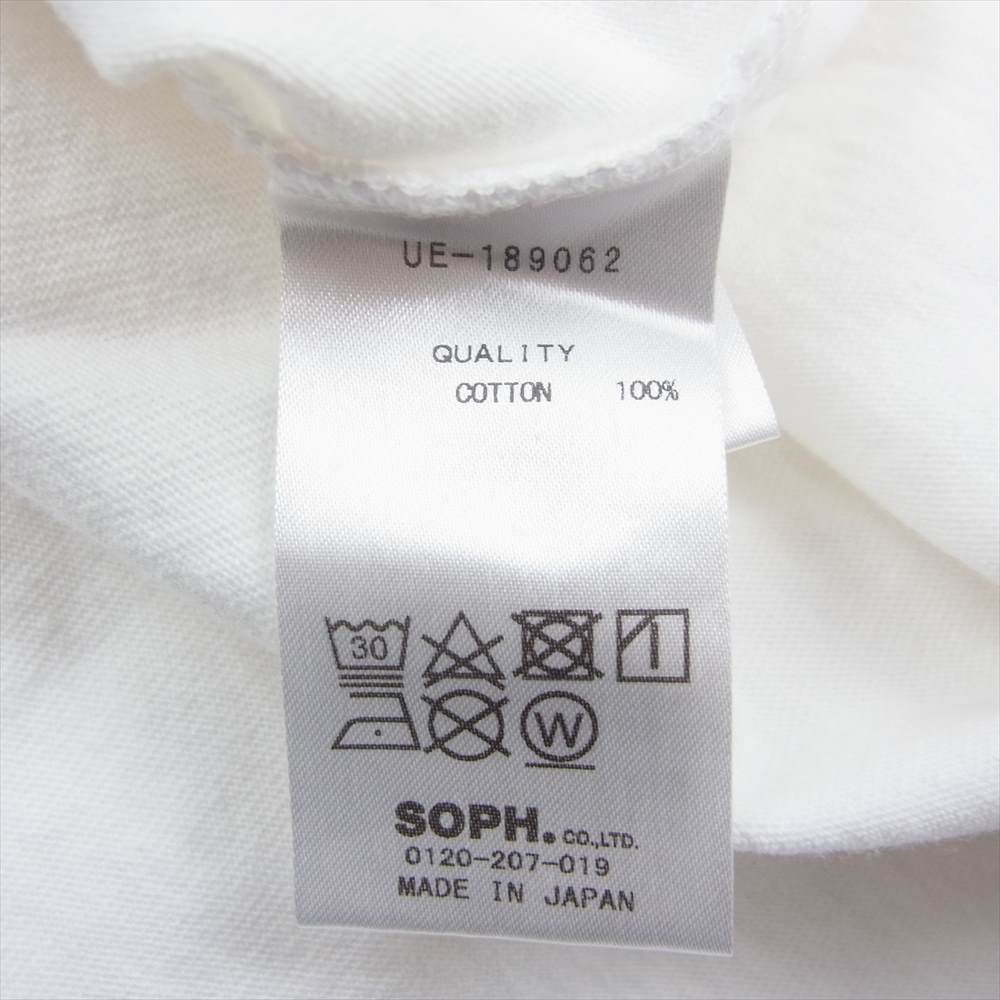 UE-189062
QUALITY
COTTON 100%
30
W
SOPH. CO.,LTD.
0120-207-019
MADE IN JAPAN